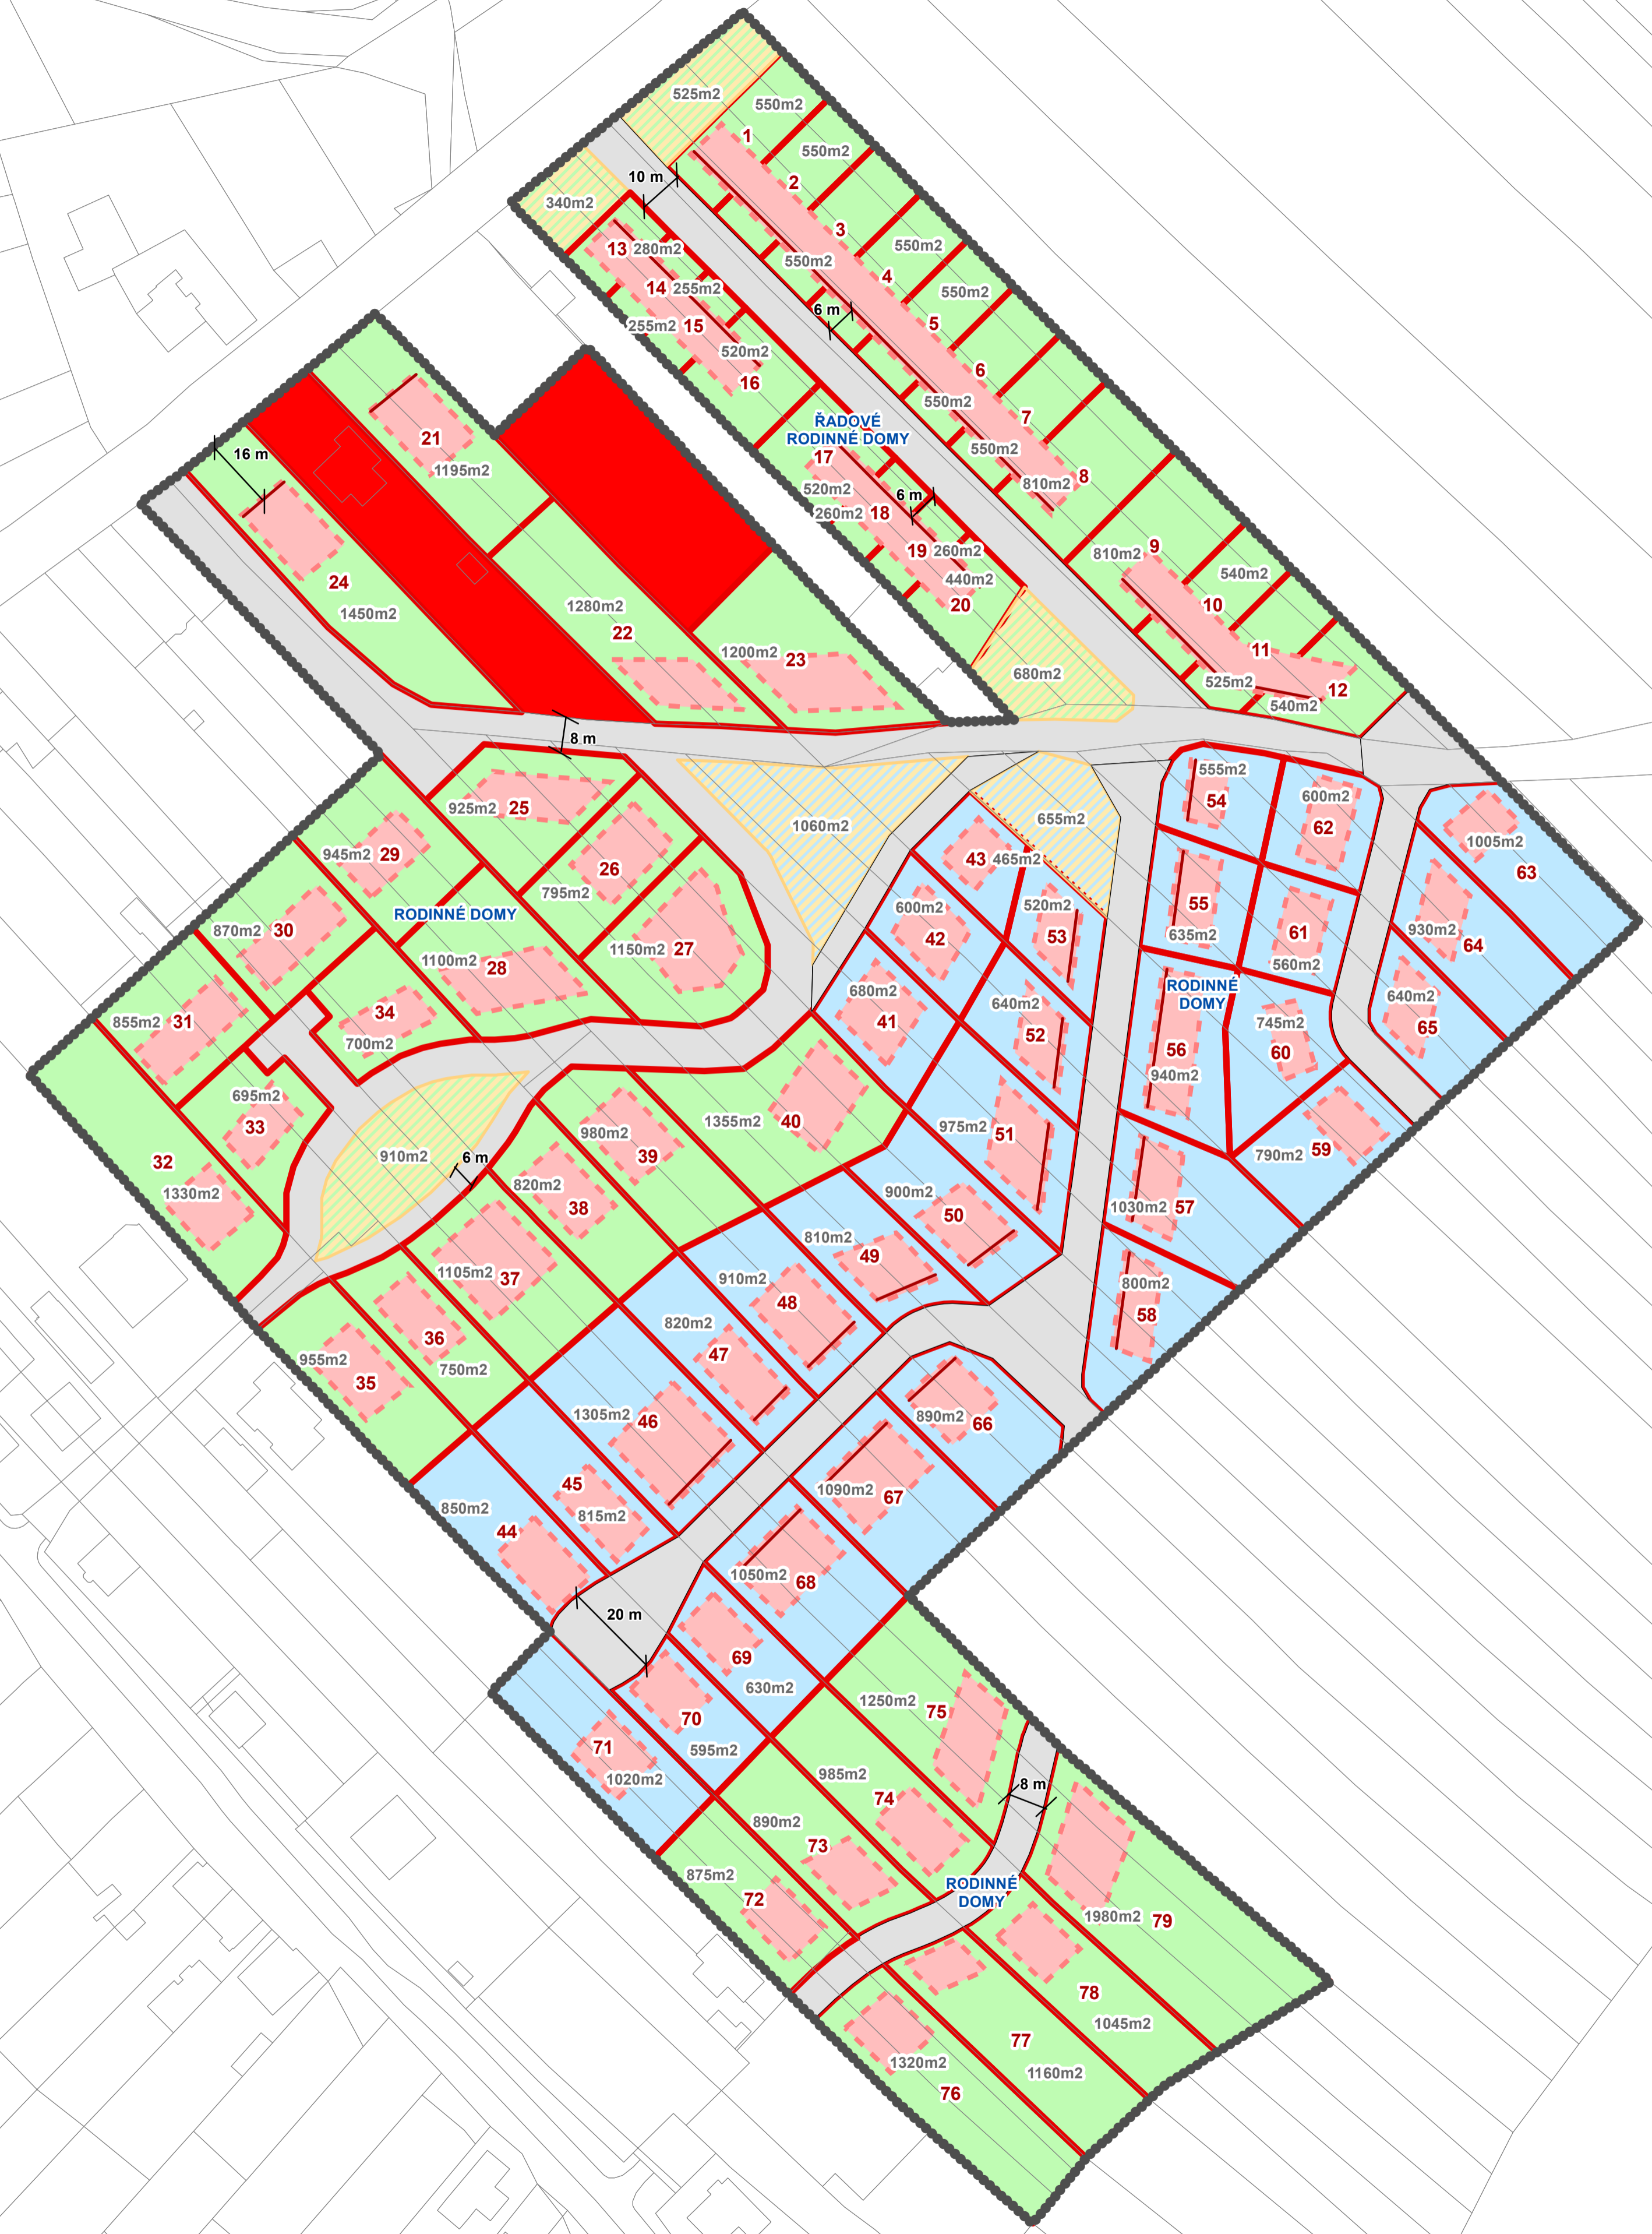 525m2
550m2
1
550m2
2
10 m
340m2
3
13 280m2
550m2
550m2
4
14 255m2
550m2
6 m
5
255m2 15
520m2
16
6
550m2
7
ŘADOVÉ
RODINNÉ DOMY
21
1195m2
16 m
17
550m2
8
810m2
520m2
6 m
260m2 18
19 260m2
810m2 9
540m2
440m2
20
10
24
1450m2
1280m2
22
1200m2 23
11
680m2
525m2
12
540m2
8 m
925m2 25
1060m2
655m2
555m2
54
600m2
62
1005m2
63
945m2 29
26
795m2
43 465m2
RODINNÉ DOMY
600m2
42
520m2
53
55
635m2
61
560m2
930m2
64
870m2 30
1150m2 27
1100m2 28
680m2
41
640m2
52
RODINNÉ
DOMY
640m2
65
855m2 31
34
700m2
745m2
60
56
940m2
695m2
33
1355m2 40
975m2 51
980m2
39
790m2 59
32
1330m2
910m2
6 m
820m2
38
900m2
50
1030m2 57
810m2
49
1105m2 37
910m2
48
800m2
58
820m2
47
36
750m2
955m2
35
1305m2 46
890m2 66
1090m2
67
45
815m2
850m2
44
1050m2
68
20 m
69
630m2
70
595m2
71
1020m2
1250m2 75
985m2
74
8 m
890m2
73
875m2
72
RODINNÉ
DOMY
1980m2 79
78
1045m2
77
1160m2
1320m2
76